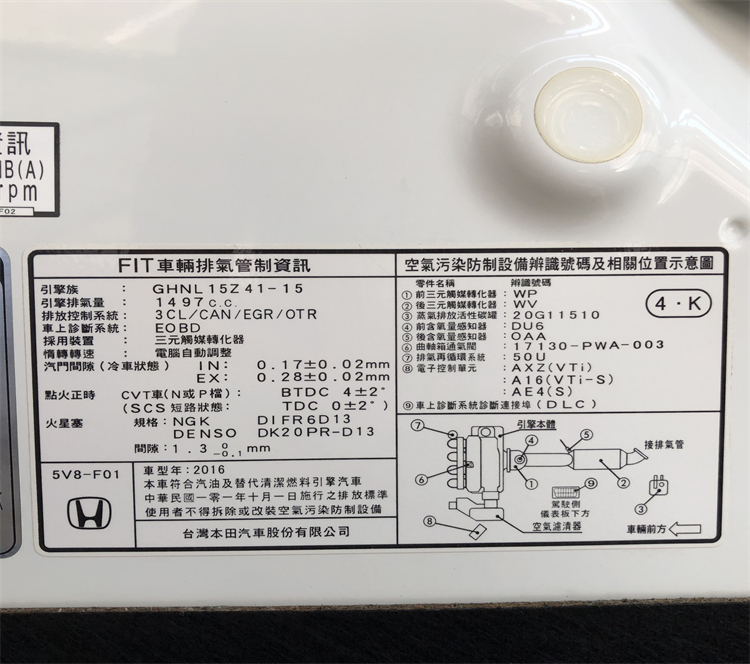 訊
B(A)
rpm
F02
FIT車輛排氣管制資訊
引擎族 : GHNL15Z41-15
引擎排氣量 : 1497c.c.
排放控制系統: 3CL/CAN/EGR/OTR
車上診斷系統: EOBD
採用裝置 : 三元觸媒轉化器
惰轉轉速 : 電腦自動調整
汽門間隙(冷車狀態) IN: 0.17±0.02mm
EX: 0.28±0.02mm
點火正時 CVT車(N或P檔): BTDC 4±2°
(SCS短路狀態: TDC 0±2°)
火星塞 規格:NGK DIFR6D13
DENSO DK20PR-D13
間隙:1.3 0 -0.1 mm
5V8-F01
車型年:2016
本車符合汽油及替代清潔燃料引擎汽車
中華民國一〇一年十月一日施行之排放標準
使用者不得拆除或改裝空氣污染防制設備
台灣本田汽車股份有限公司
空氣污染防制設備辨識號碼及相關位置示意圖
零件名稱 辨識號碼
①前三元觸媒轉化器: WP
②後三元觸媒轉化器: WV
③蒸氣排放活性碳罐: 20G11510
④前含氧量感知器: DU6
⑤後含氧量感知器: OAA
⑥曲軸箱通氣閥: 17130-PWA-003
⑦排氣再循環系統: 50U
⑧電子控制單元: AXZ(VTi)
A16(VTi-S)
AE4(S)
⑨車上診斷系統診斷連接埠(DLC)
4・K
引擎本體
接排氣管
⑦
⑥
④
①
⑤
②
⑨
③
⑧
駕駛側
儀表板下方
空氣濾清器
車輛前方